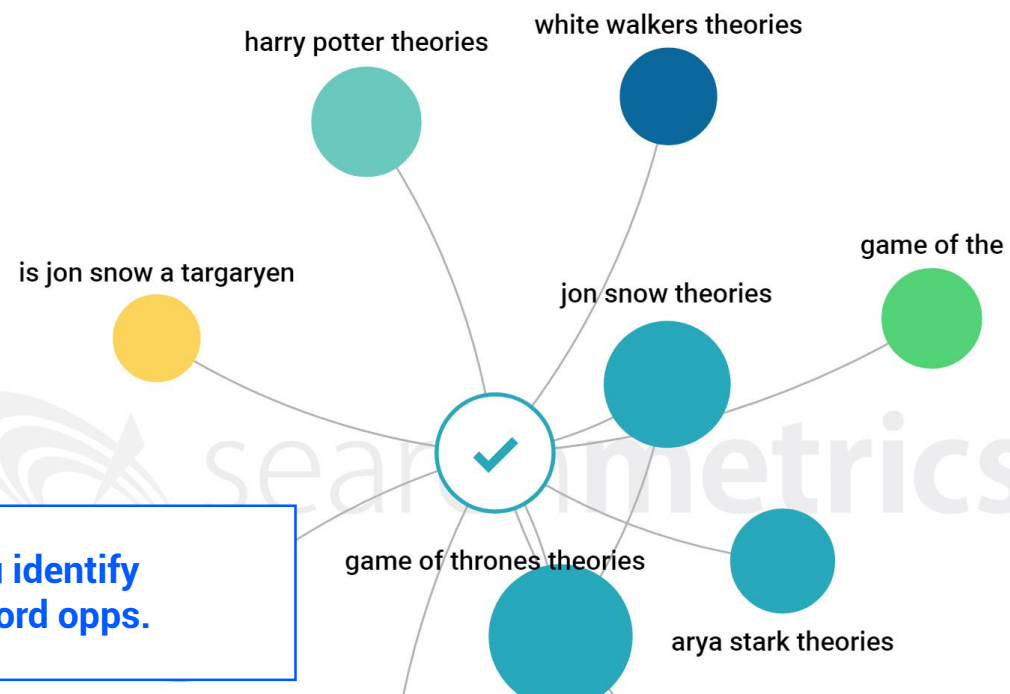 white walkers theories
harry potter theories
game of the
is jon snow a targaryen
jon snow theories
searchmetrics
identify
game of thrones theories
ord opps.
arya stark theories